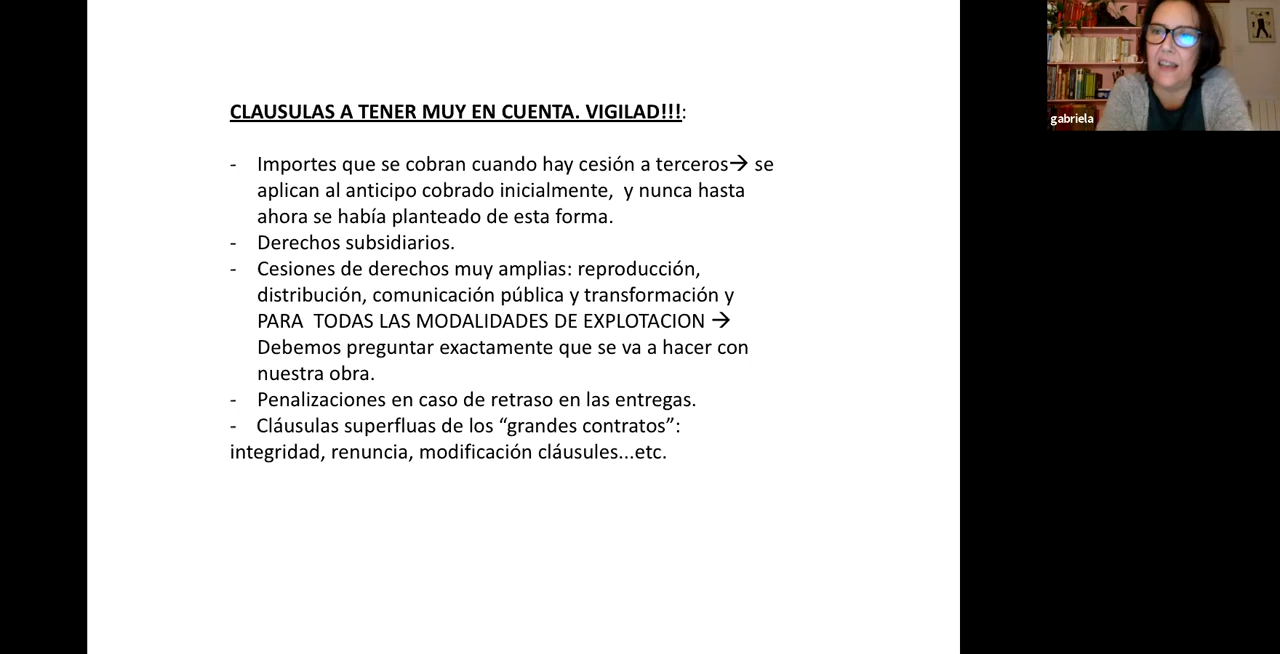 CLAUSULAS A TENER MUY EN CUENTA. VIGILAD!!!:
- Importes que se cobran cuando hay cesión a terceros→ se
aplican al anticipo cobrado inicialmente, y nunca hasta
ahora se había planteado de esta forma.
- Derechos subsidiarios.
- Cesiones de derechos muy amplias: reproducción,
distribución, comunicación pública y transformación y
PARA TODAS LAS MODALIDADES DE EXPLOTACION →
Debemos preguntar exactamente que se va a hacer con
nuestra obra.
- Penalizaciones en caso de retraso en las entregas.
- Cláusulas superfluas de los “grandes contratos”:
integridad, renuncia, modificación cláusules...etc.
gabriela